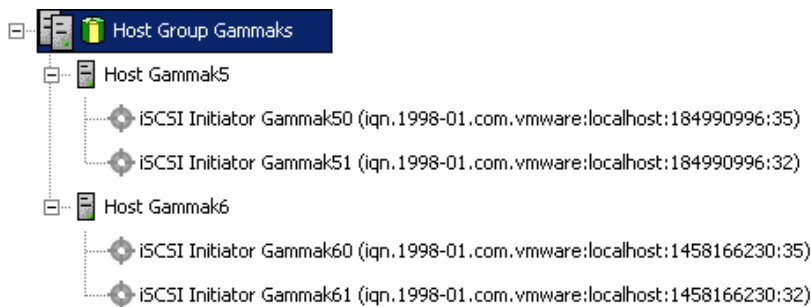 Host Group Gammaks
Host Gammak5
iSCSI Initiator Gammak50 (iqn.1998-01.com.vmware:localhost:184990996:35)
iSCSI Initiator Gammak51 (iqn.1998-01.com.vmware:localhost:184990996:32)
Host Gammak6
iSCSI Initiator Gammak60 (iqn.1998-01.com.vmware:localhost:1458166230:35)
iSCSI Initiator Gammak61 (iqn.1998-01.com.vmware:localhost:1458166230:32)